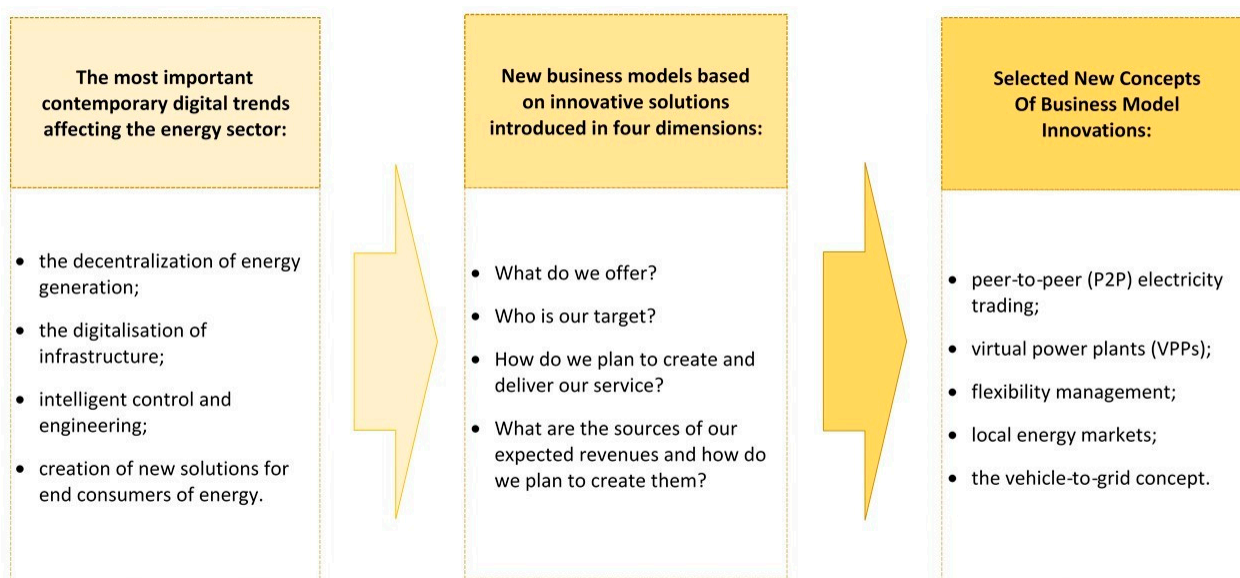 The most important
contemporary digital trends
affecting the energy sector:
• the decentralization of energy
generation;
• the digitalisation of
infrastructure;
• intelligent control and
engineering;
• creation of new solutions for
end consumers of energy.
New business models based
on innovative solutions
introduced in four dimensions:
• What do we offer?
• Who is our target?
• How do we plan to create and
deliver our service?
• What are the sources of our
expected revenues and how do
we plan to create them?
Selected New Concepts
Of Business Model
Innovations:
• peer-to-peer (P2P) electricity
trading;
• virtual power plants (VPPs);
• flexibility management;
• local energy markets;
• the vehicle-to-grid concept.